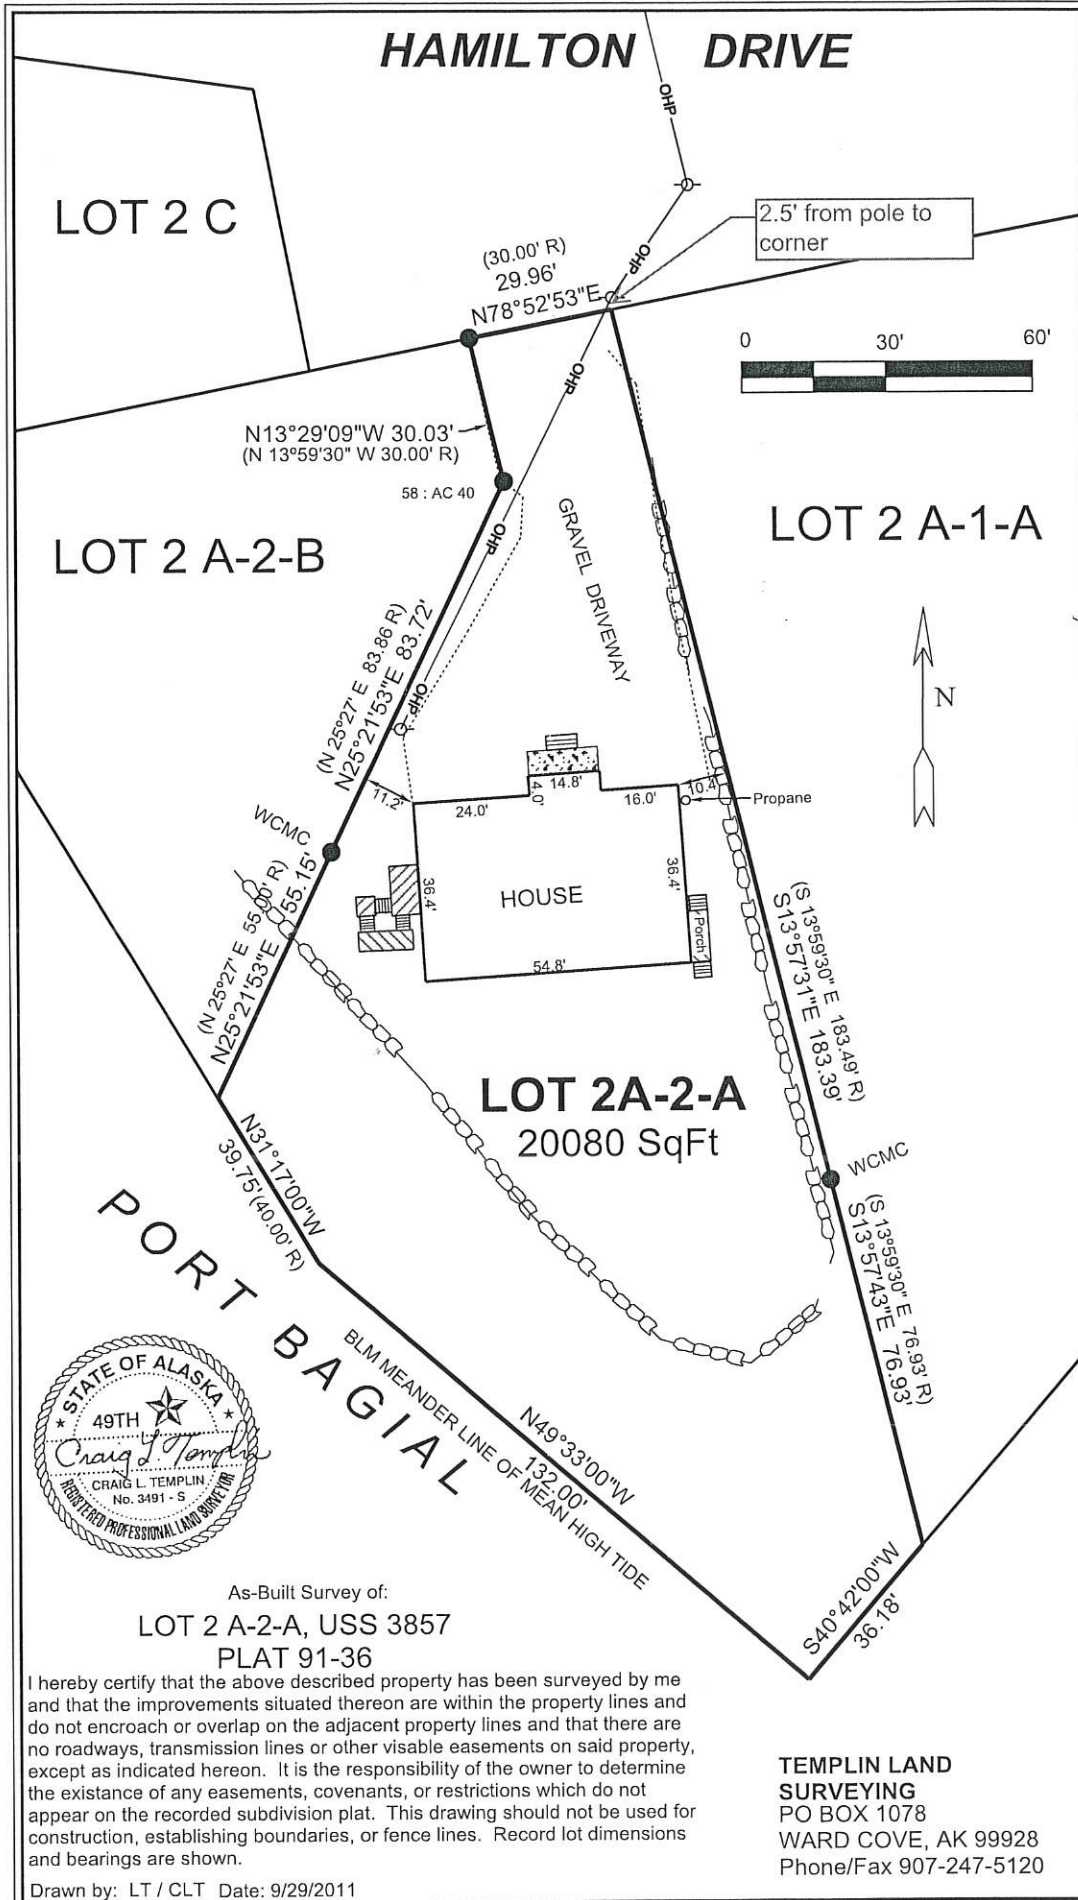 HAMILTON DRIVE
OHP
LOT 2 C
2.5' from pole to
corner
(30.00' R)
29.96'
N78°52'53"E
OHP
0 30' 60'
OHP
N13°29'09"W 30.03'
(N 13º59'30" W 30.00' R)
58 : AC 40
LOT 2 A-2-B
OHP
GRAVEL DRIVEWAY
LOT 2 A-1-A
(N 25º27' E 83.86 R)
N25°21'53"E 83.72'
OHP
N
11.2'
24.0'
4.0'
14.8'
16.0'
10.4'
Propane
WCMC
36.4'
HOUSE
36.4'
Porch
54.8'
(N 25º27' E 55.00' R)
N25°21'53"E 55.15'
(S 13º59'30" E 183.49' R)
S13°57'31"E 183.39'
LOT 2A-2-A
20080 SqFt
WCMC
N31°17'00"W
39.75'(40.00' R)
(S 13º59'30" E 76.93' R)
S13°57'43"E 76.93'
PORT BAGIAL
BLM MEANDER LINE OF MEAN HIGH TIDE
N49°33'00"W
132.00'
S40°42'00"W
36.18'
STATE OF ALASKA
49TH
Craig L. Templin
CRAIG L. TEMPLIN
No. 3491 - S
REGISTERED PROFESSIONAL LAND SURVEYOR
As-Built Survey of:
LOT 2 A-2-A, USS 3857
PLAT 91-36
I hereby certify that the above described property has been surveyed by me
and that the improvements situated thereon are within the property lines and
do not encroach or overlap on the adjacent property lines and that there are
no roadways, transmission lines or other visable easements on said property,
except as indicated hereon. It is the responsibility of the owner to determine
the existance of any easements, covenants, or restrictions which do not
appear on the recorded subdivision plat. This drawing should not be used for
construction, establishing boundaries, or fence lines. Record lot dimensions
and bearings are shown.
Drawn by: LT / CLT Date: 9/29/2011
TEMPLIN LAND
SURVEYING
PO BOX 1078
WARD COVE, AK 99928
Phone/Fax 907-247-5120